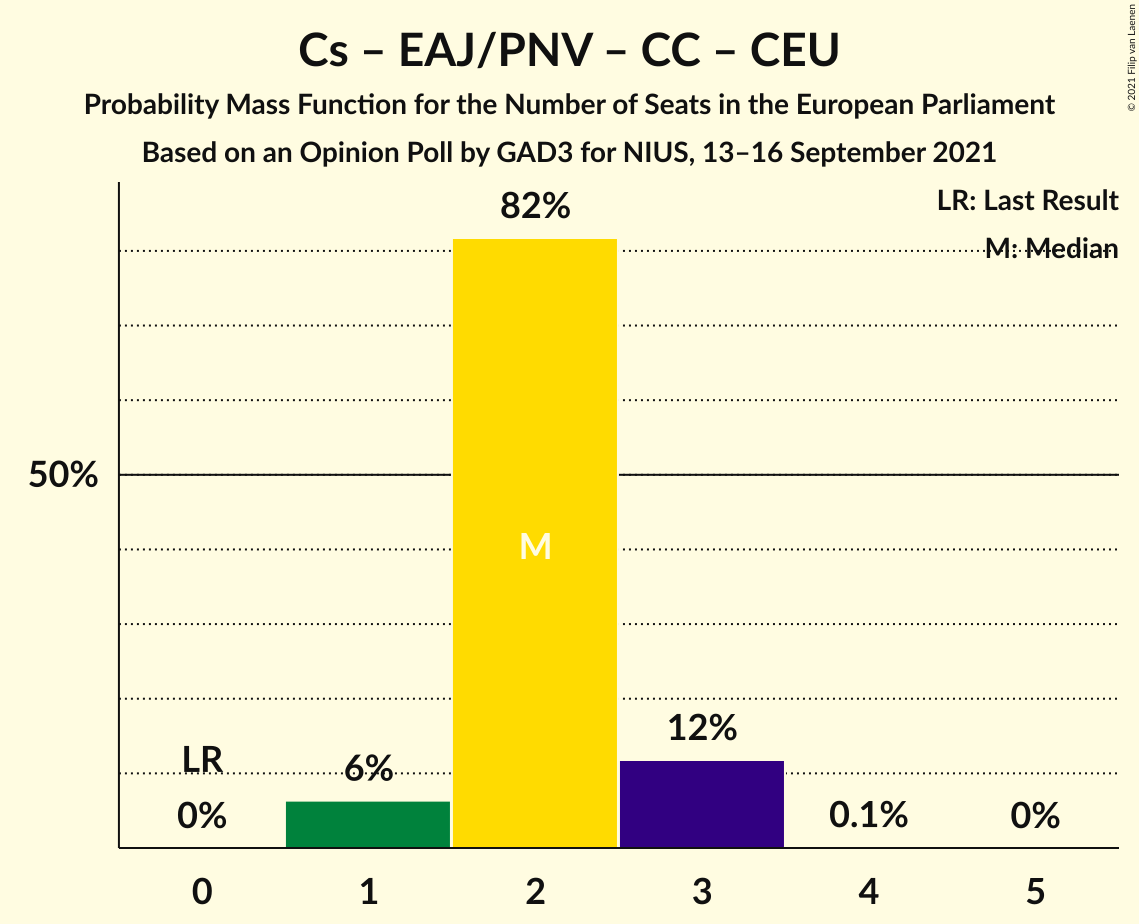 Cs – EAJ/PNV – CC – CEU
Probability Mass Function for the Number of Seats in the European Parliament
Based on an Opinion Poll by GAD3 for NIUS, 13–16 September 2021
© 2021 Filip van Laenen
LR: Last Result
M: Median
82%
50%
M
12%
LR
6%
0%
0.1%
0%
0 1 2 3 4 5